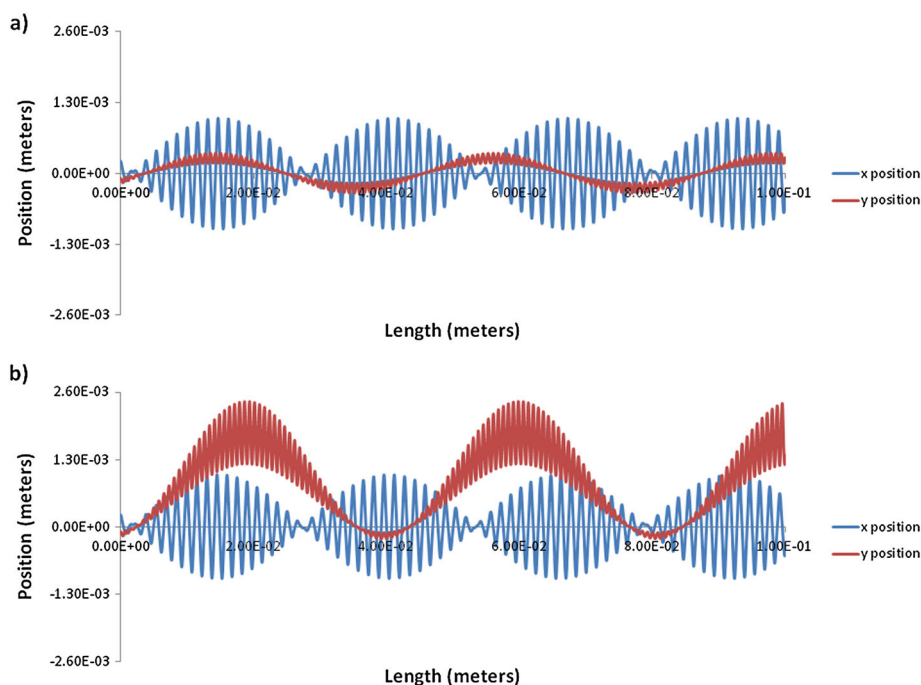 a)
2.60E-03
1.30E-03
0.00E+00
-1.30E-03
-2.60E-03
Position (meters)
0.00E+00 2.00E-02 4.00E-02 6.00E-02 8.00E-02 1.00E-01
Length (meters)
x position
y position
b)
2.60E-03
1.30E-03
0.00E+00
-1.30E-03
-2.60E-03
Position (meters)
0.00E+00 2.00E-02 4.00E-02 6.00E-02 8.00E-02 1.00E-01
Length (meters)
x position
y position